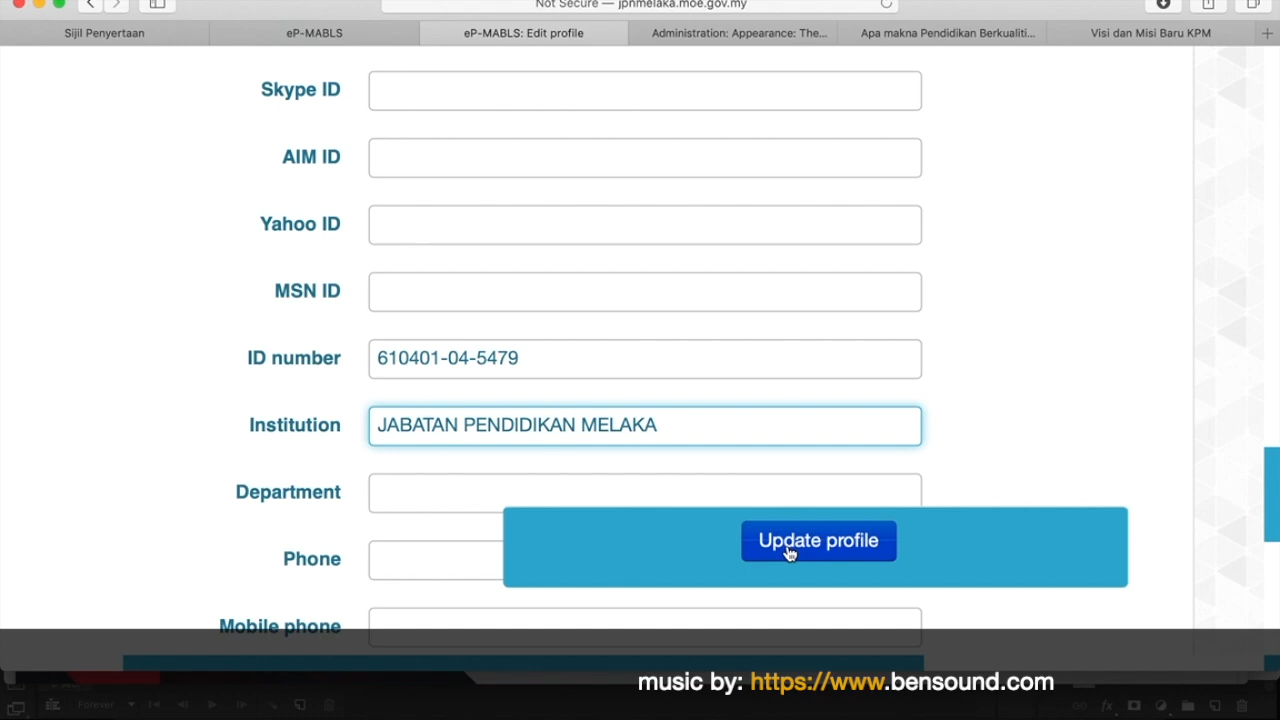 Not Secure — jpnmelaka.moe.gov.my
Sijil Penyertaan
eP-MABLS
eP-MABLS: Edit profile
Administration: Appearance: The...
Apa makna Pendidikan Berkualiti...
Visi dan Misi Baru KPM
Skype ID
AIM ID
Yahoo ID
MSN ID
ID number 610401-04-5479
Institution JABATAN PENDIDIKAN MELAKA
Department
Update profile
Phone
Mobile phone
music by: https://www.bensound.com
Forever
fx